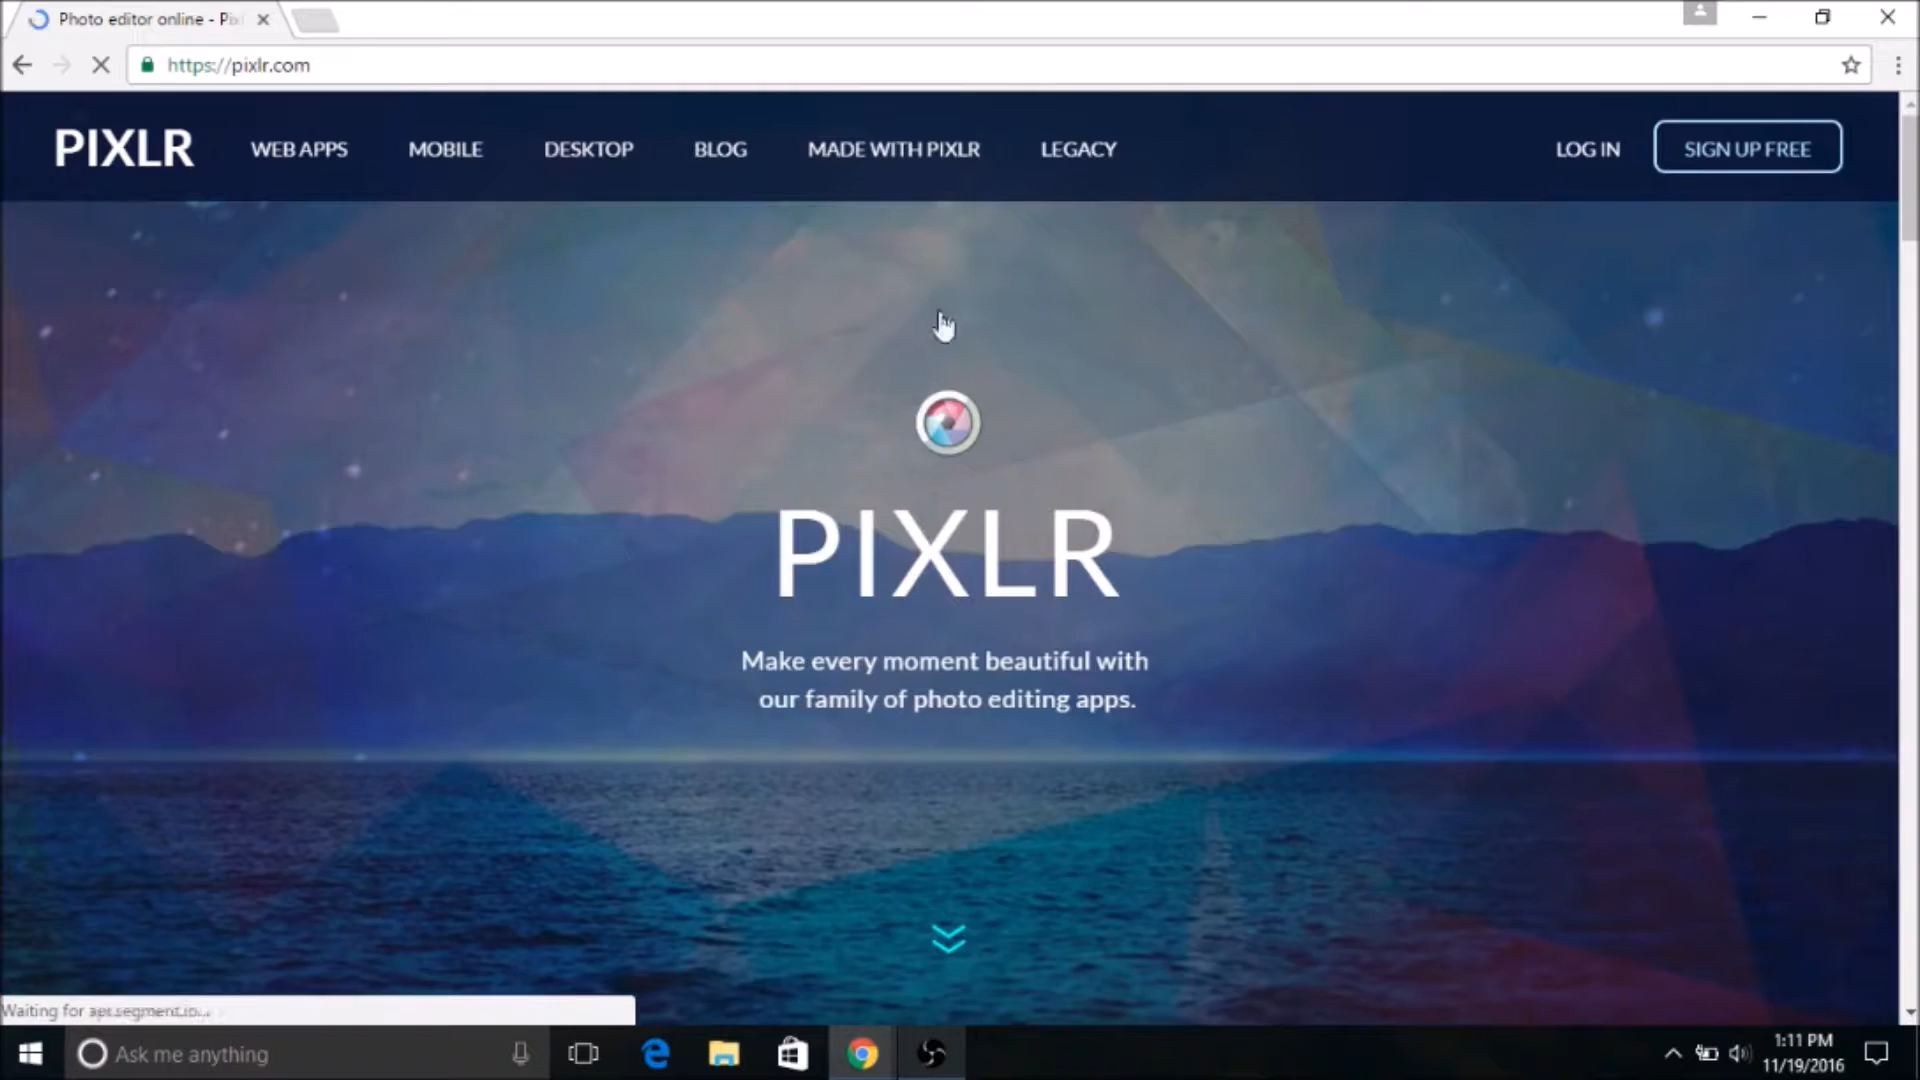 Photo editor online - Pix
https://pixlr.com
PIXLR WEB APPS MOBILE DESKTOP BLOG MADE WITH PIXLR LEGACY LOG IN SIGN UP FREE
PIXLR
Make every moment beautiful with
our family of photo editing apps.
Waiting for
Ask me anything
1:11 PM
11/19/2016